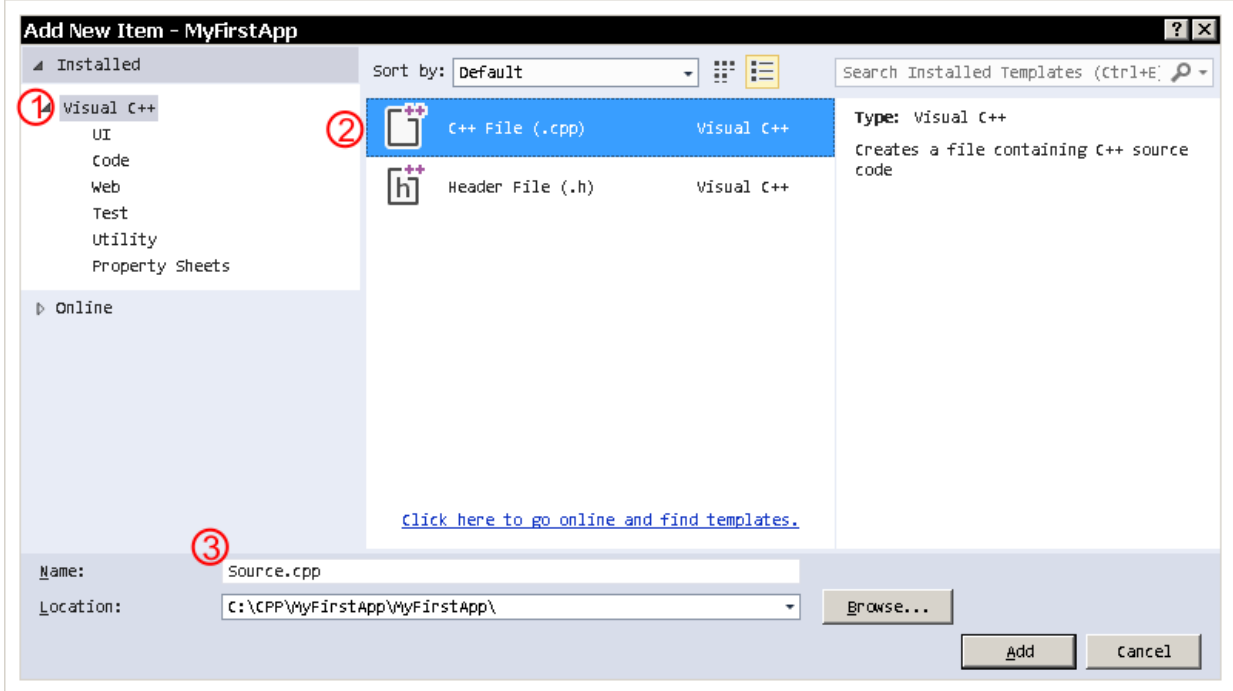 Add New Item - MyFirstApp
? X
Installed
Sort by: Default
Search Installed Templates (Ctrl+E)
1 Visual C++
UI
Code
Web
Test
Utility
Property Sheets
Online
2 C++ File (.cpp) Visual C++
Header File (.h) Visual C++
Type: Visual C++
Creates a file containing C++ source
code
Click here to go online and find templates.
3
Name: Source.cpp
Location: C:\CPP\MyFirstApp\MyFirstApp\
Browse...
Add Cancel